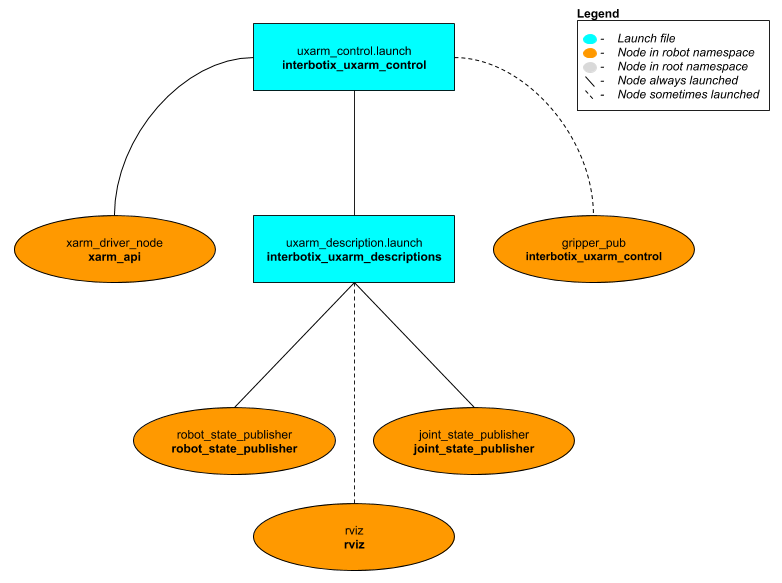 Legend
- Launch file
- Node in robot namespace
- Node in root namespace
- Node always launched
- Node sometimes launched
uxarm_control.launch
interbotix_uxarm_control
xarm_driver_node
xarm_api
uxarm_description.launch
interbotix_uxarm_descriptions
gripper_pub
interbotix_uxarm_control
robot_state_publisher
robot_state_publisher
joint_state_publisher
joint_state_publisher
rviz
rviz